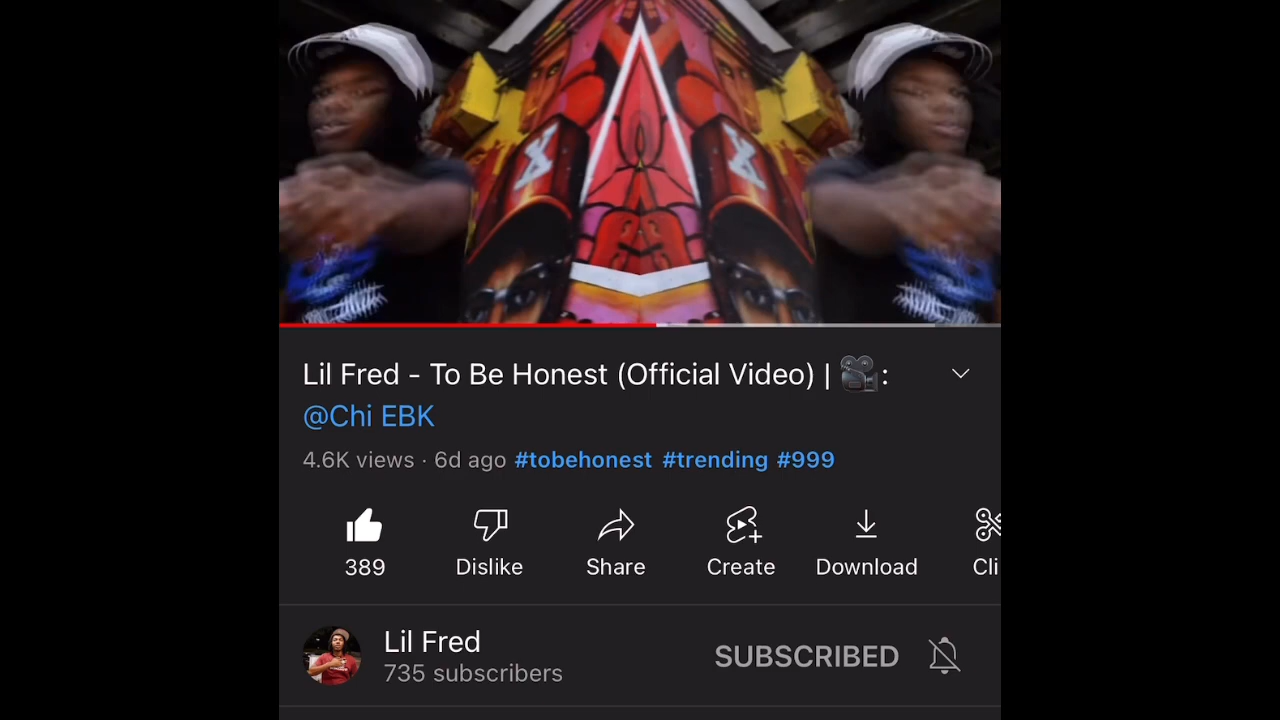 Lil Fred - To Be Honest (Official Video) | 🎥:
@Chi EBK
4.6K views · 6d ago #tobehonest #trending #999
389 Dislike Share Create Download Cli
Lil Fred
735 subscribers
SUBSCRIBED